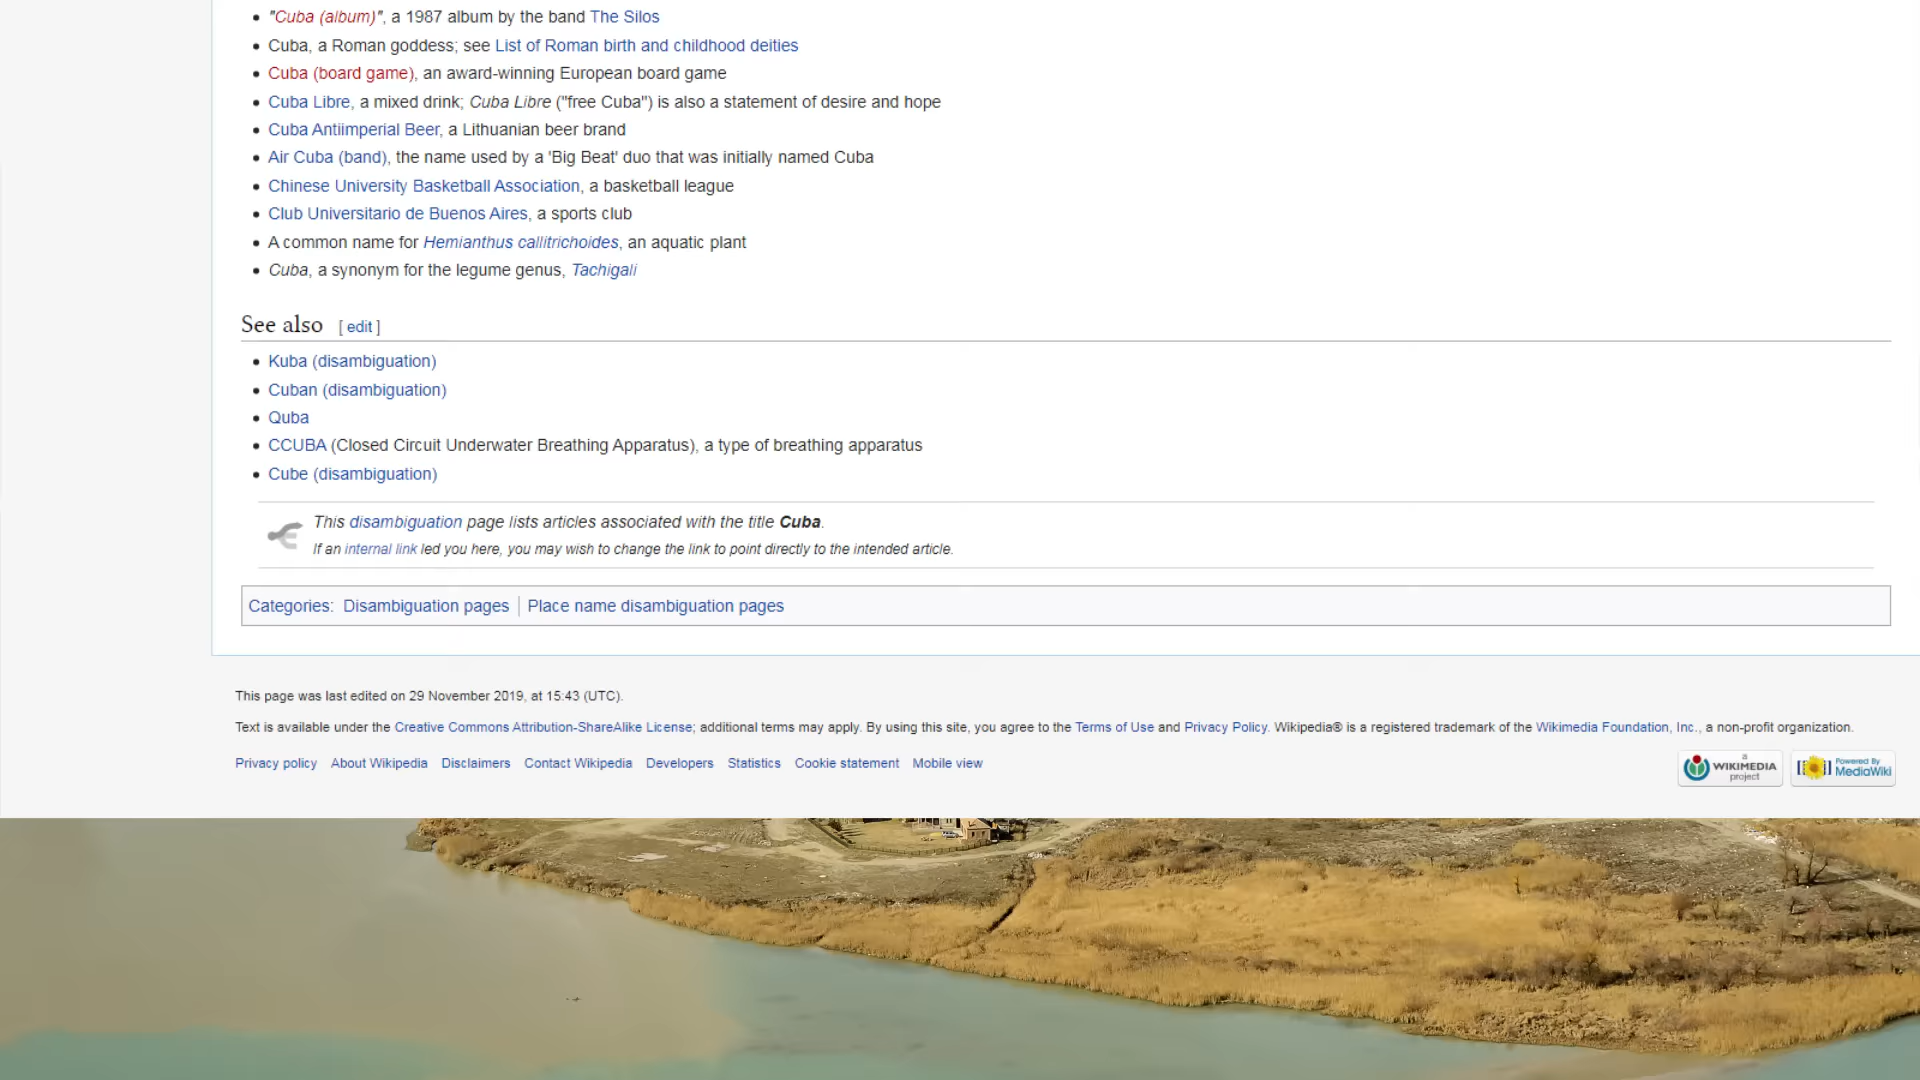 "Cuba (album)", a 1987 album by the band The Silos
Cuba, a Roman goddess; see List of Roman birth and childhood deities
Cuba (board game), an award-winning European board game
Cuba Libre, a mixed drink; Cuba Libre ("free Cuba") is also a statement of desire and hope
Cuba Antiimperial Beer, a Lithuanian beer brand
Air Cuba (band), the name used by a 'Big Beat' duo that was initially named Cuba
Chinese University Basketball Association, a basketball league
Club Universitario de Buenos Aires, a sports club
A common name for Hemianthus callitrichoides, an aquatic plant
Cuba, a synonym for the legume genus, Tachigali
See also [ edit ]
Kuba (disambiguation)
Cuban (disambiguation)
Quba
CCUBA (Closed Circuit Underwater Breathing Apparatus), a type of breathing apparatus
Cube (disambiguation)
This disambiguation page lists articles associated with the title Cuba.
If an internal link led you here, you may wish to change the link to point directly to the intended article.
Categories: Disambiguation pages | Place name disambiguation pages
This page was last edited on 29 November 2019, at 15:43 (UTC).
Text is available under the Creative Commons Attribution-ShareAlike License; additional terms may apply. By using this site, you agree to the Terms of Use and Privacy Policy. Wikipedia® is a registered trademark of the Wikimedia Foundation, Inc., a non-profit organization.
Privacy policy About Wikipedia Disclaimers Contact Wikipedia Developers Statistics Cookie statement Mobile view
a WIKIMEDIA project
Powered By MediaWiki